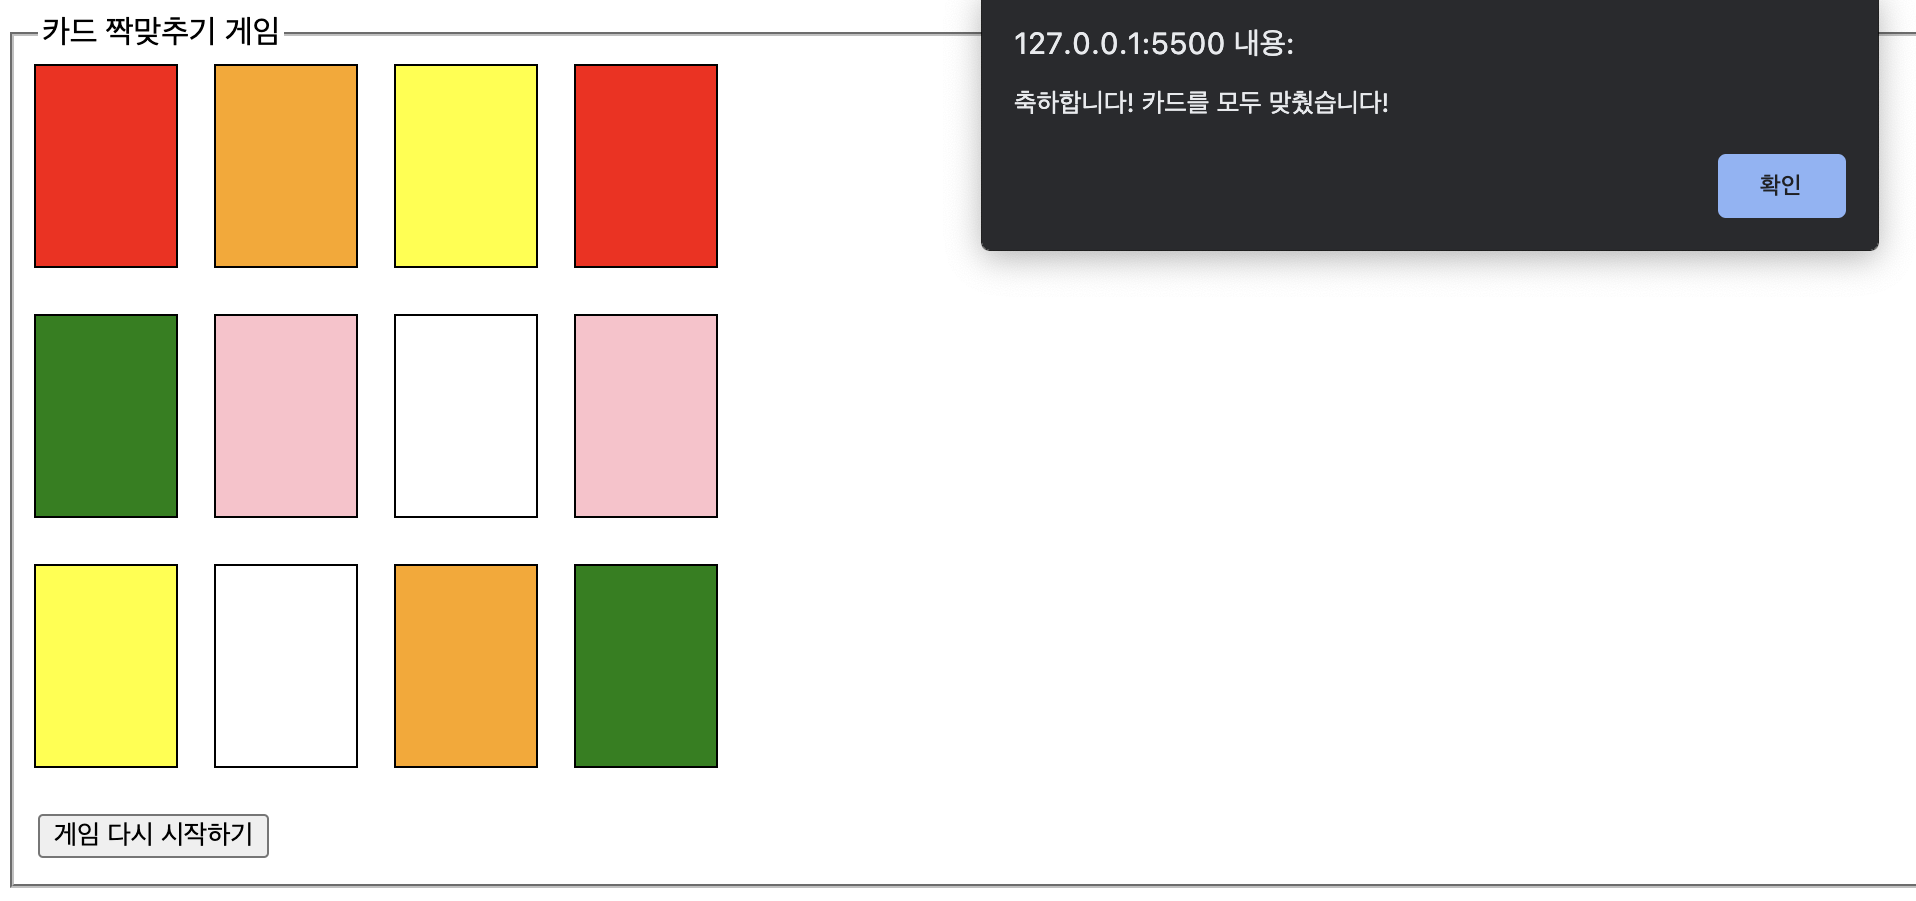 카드 짝맞추기 게임
127.0.0.1:5500 내용:
축하합니다! 카드를 모두 맞췄습니다!
확인
게임 다시 시작하기